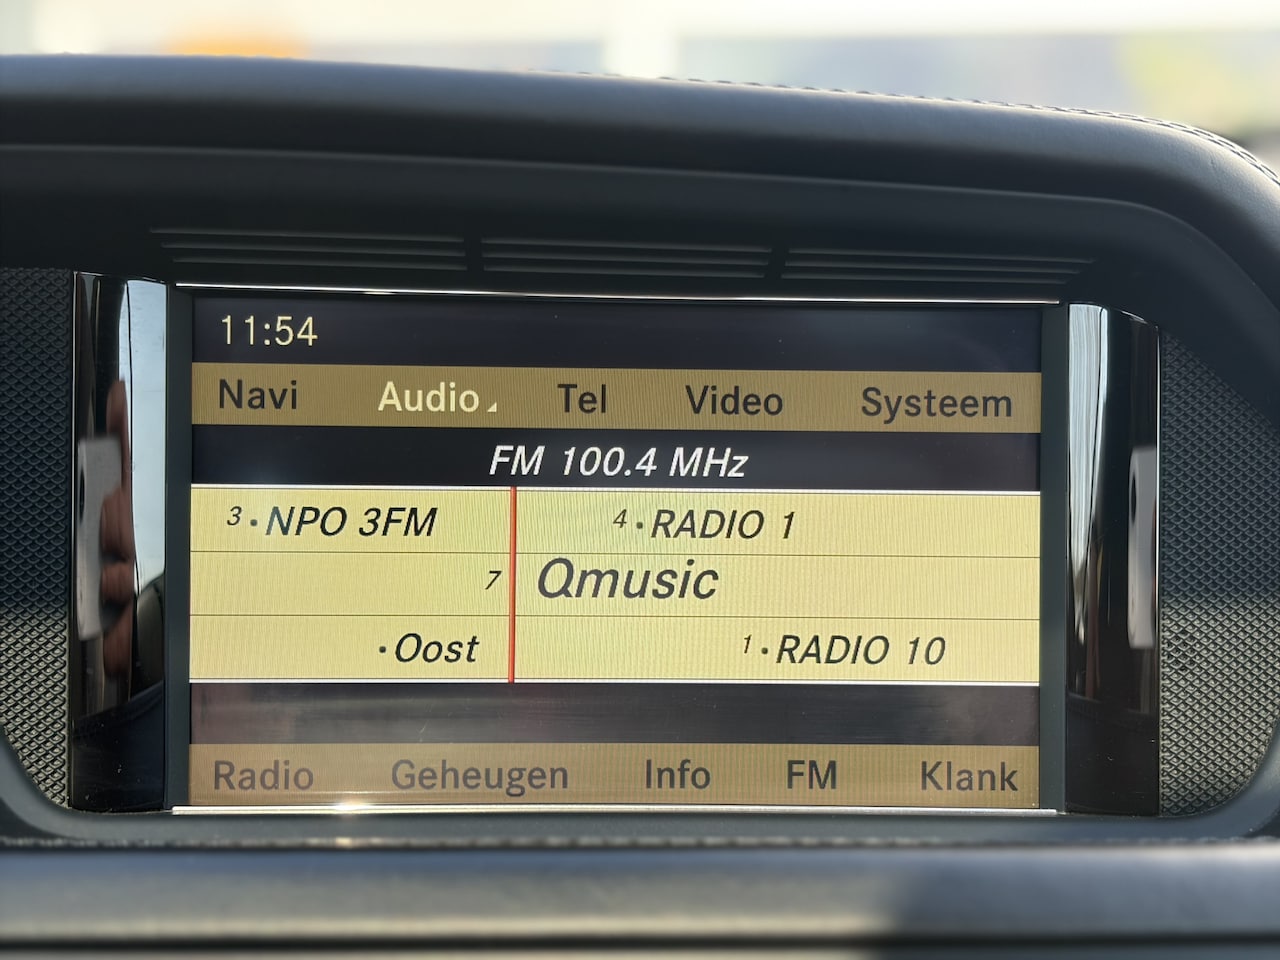 11:54
Navi Audio Tel Video Systeem
FM 100.4 MHz
3 · NPO 3FM 4 · RADIO 1
7 Qmusic
· Oost 1 · RADIO 10
Radio Geheugen Info FM Klank